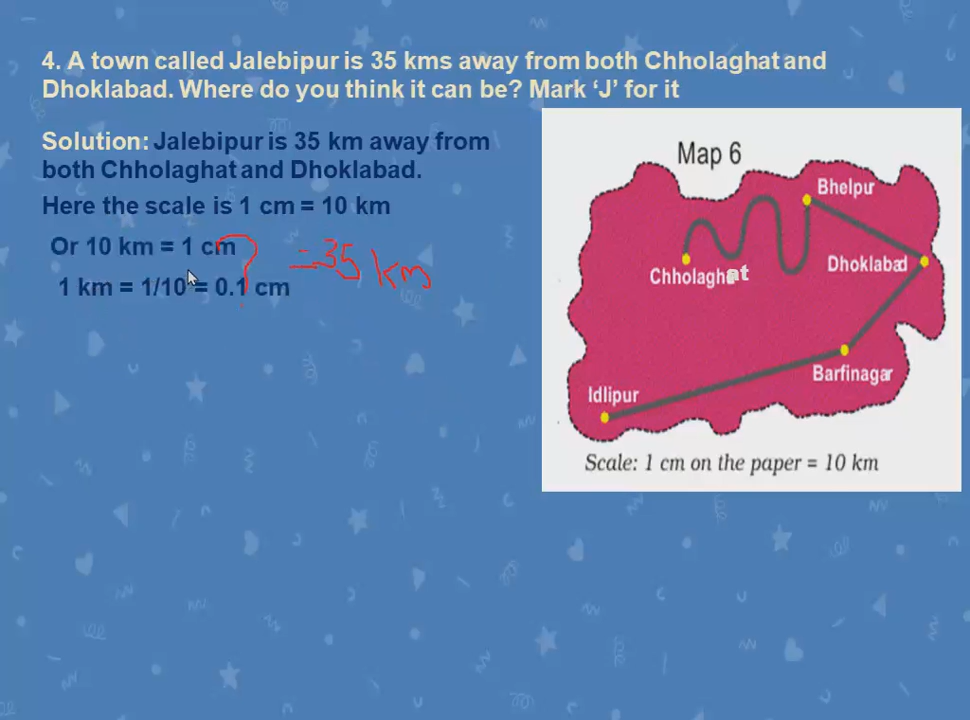 4. A town called Jalebipur is 35 kms away from both Chholaghat and
Dhoklabad. Where do you think it can be? Mark ‘J’ for it
Solution: Jalebipur is 35 km away from
both Chholaghat and Dhoklabad.
Here the scale is 1 cm = 10 km
Or 10 km = 1 cm
? = 35 km
1 km = 1/10 = 0.1 cm
Map 6
Bhelpur
Chholaghat
Dhoklabad
Barfinagar
Idlipur
Scale: 1 cm on the paper = 10 km